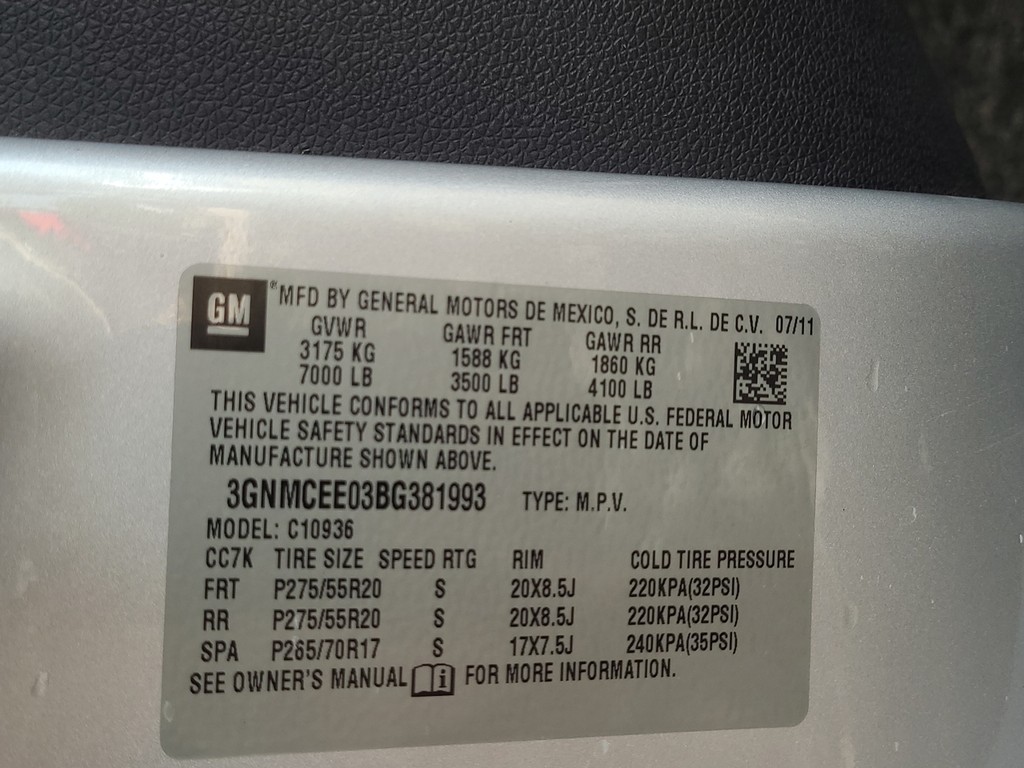 GM ® MFD BY GENERAL MOTORS DE MEXICO, S. DE R.L. DE C.V. 07/11
GVWR GAWR FRT GAWR RR
3175 KG 1588 KG 1860 KG
7000 LB 3500 LB 4100 LB
THIS VEHICLE CONFORMS TO ALL APPLICABLE U.S. FEDERAL MOTOR
VEHICLE SAFETY STANDARDS IN EFFECT ON THE DATE OF
MANUFACTURE SHOWN ABOVE.
3GNMCEE03BG381993 TYPE: M.P.V.
MODEL: C10936
CC7K TIRE SIZE SPEED RTG RIM COLD TIRE PRESSURE
FRT P275/55R20 S 20X8.5J 220KPA(32PSI)
RR P275/55R20 S 20X8.5J 220KPA(32PSI)
SPA P265/70R17 S 17X7.5J 240KPA(35PSI)
SEE OWNER'S MANUAL i FOR MORE INFORMATION.